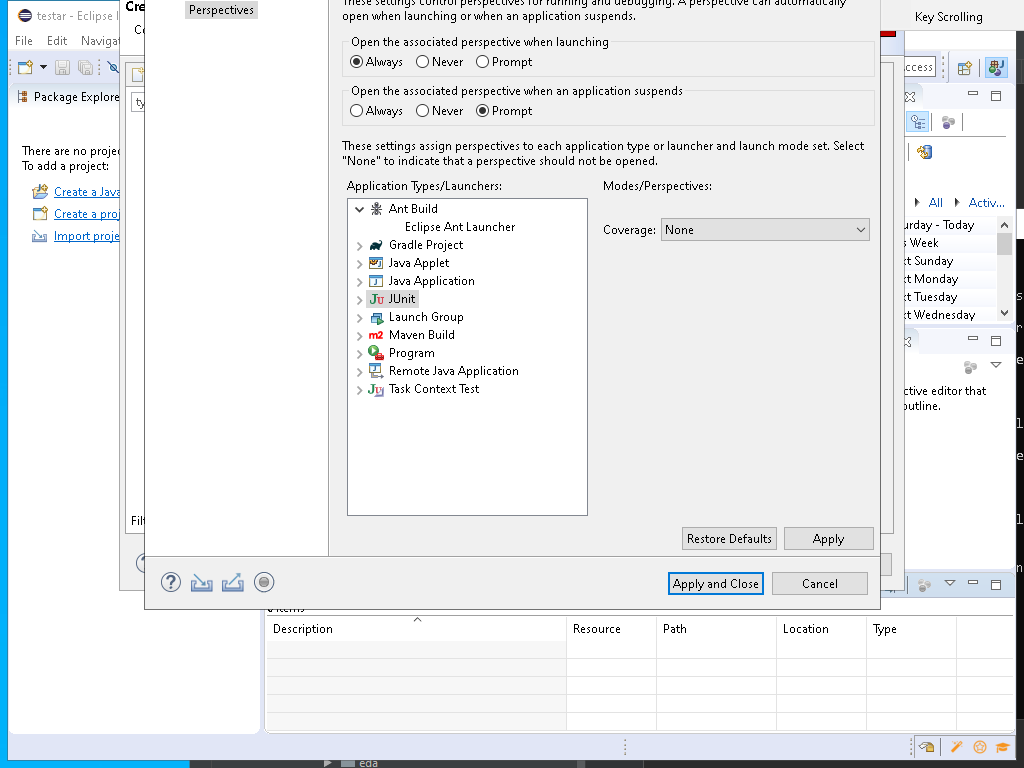 testar - Eclipse I
Cre
Key Scrolling
File Edit Navigat
Perspectives
These settings control perspectives for running and debugging. A perspective can automatically
open when launching or when an application suspends.
Open the associated perspective when launching
Always Never Prompt
Open the associated perspective when an application suspends
Always Never Prompt
These settings assign perspectives to each application type or launcher and launch mode set. Select
"None" to indicate that a perspective should not be opened.
Application Types/Launchers:
Modes/Perspectives:
Ant Build
Eclipse Ant Launcher
Gradle Project
Java Applet
Java Application
JUnit
Launch Group
Maven Build
Program
Remote Java Application
Task Context Test
Coverage: None
Restore Defaults Apply
Apply and Close Cancel
Package Explore
There are no projec
To add a project:
Create a Java
Create a proj
Import proje
ty
Filt
ccess
All Activ...
urday - Today
s Week
xt Sunday
xt Monday
xt Tuesday
xt Wednesday
ctive editor that
outline.
0 items
Description Resource Path Location Type
eda